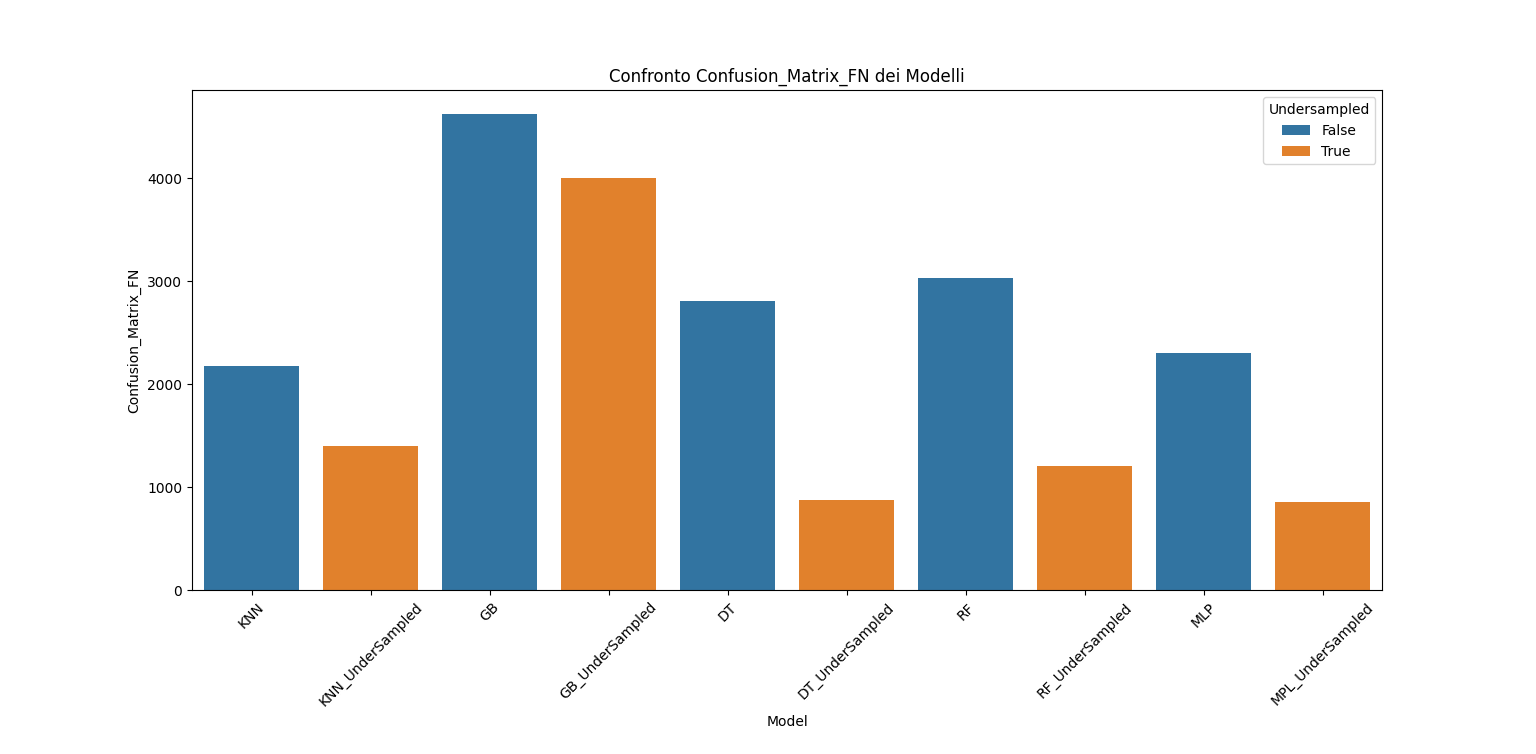 Confronto Confusion_Matrix_FN dei Modelli
Undersampled
False
True
Confusion_Matrix_FN
4000
3000
2000
1000
0
KNN
KNN_UnderSampled
GB
GB_UnderSampled
DT
DT_UnderSampled
RF
RF_UnderSampled
MLP
MPL_UnderSampled
Model